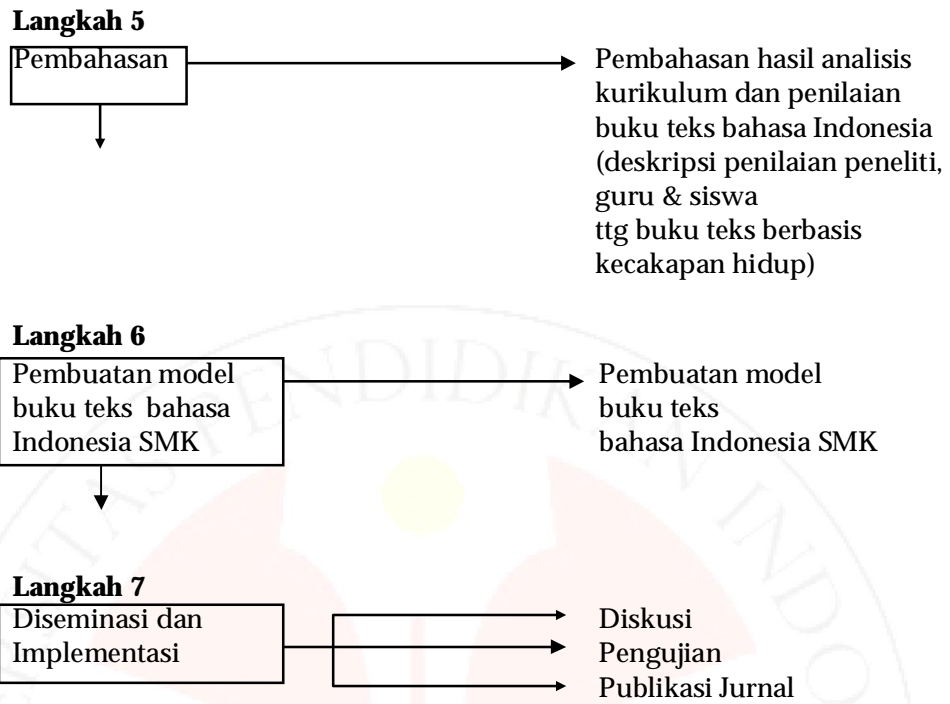 Langkah 5
Pembahasan
Pembahasan hasil analisis
kurikulum dan penilaian
buku teks bahasa Indonesia
(deskripsi penilaian peneliti,
guru & siswa
ttg buku teks berbasis
kecakapan hidup)
Langkah 6
Pembuatan model
buku teks bahasa
Indonesia SMK
Pembuatan model
buku teks
bahasa Indonesia SMK
Langkah 7
Diseminasi dan
Implementasi
Diskusi
Pengujian
Publikasi Jurnal
PENDIDIKAN